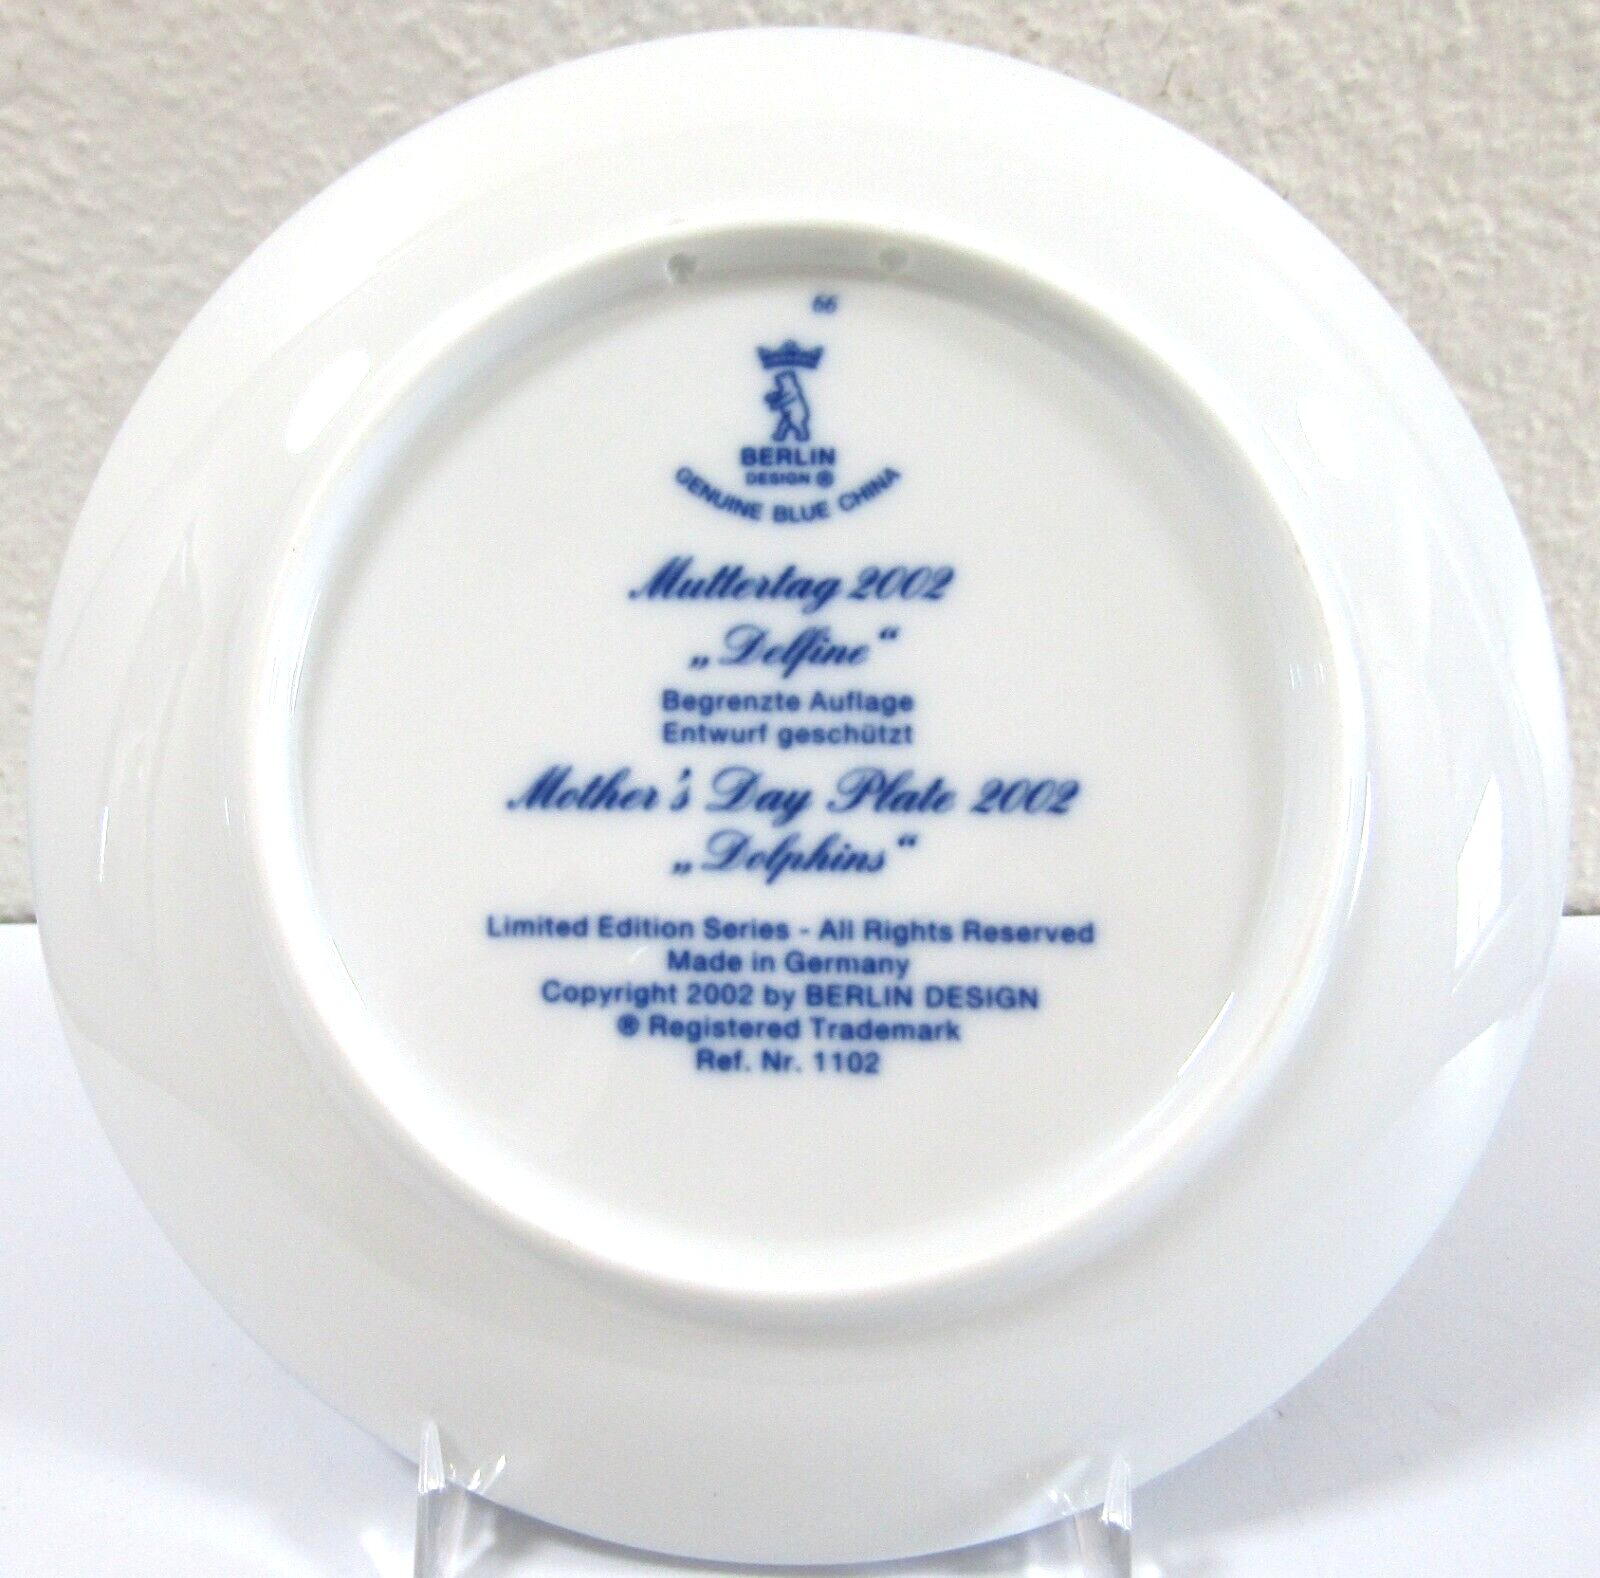 66
BERLIN
DESIGN ®
GENUINE BLUE CHINA
Muttertag 2002
„Delfine“
Begrenzte Auflage
Entwurf geschützt
Mother's Day Plate 2002
„Dolphins“
Limited Edition Series - All Rights Reserved
Made in Germany
Copyright 2002 by BERLIN DESIGN
® Registered Trademark
Ref. Nr. 1102